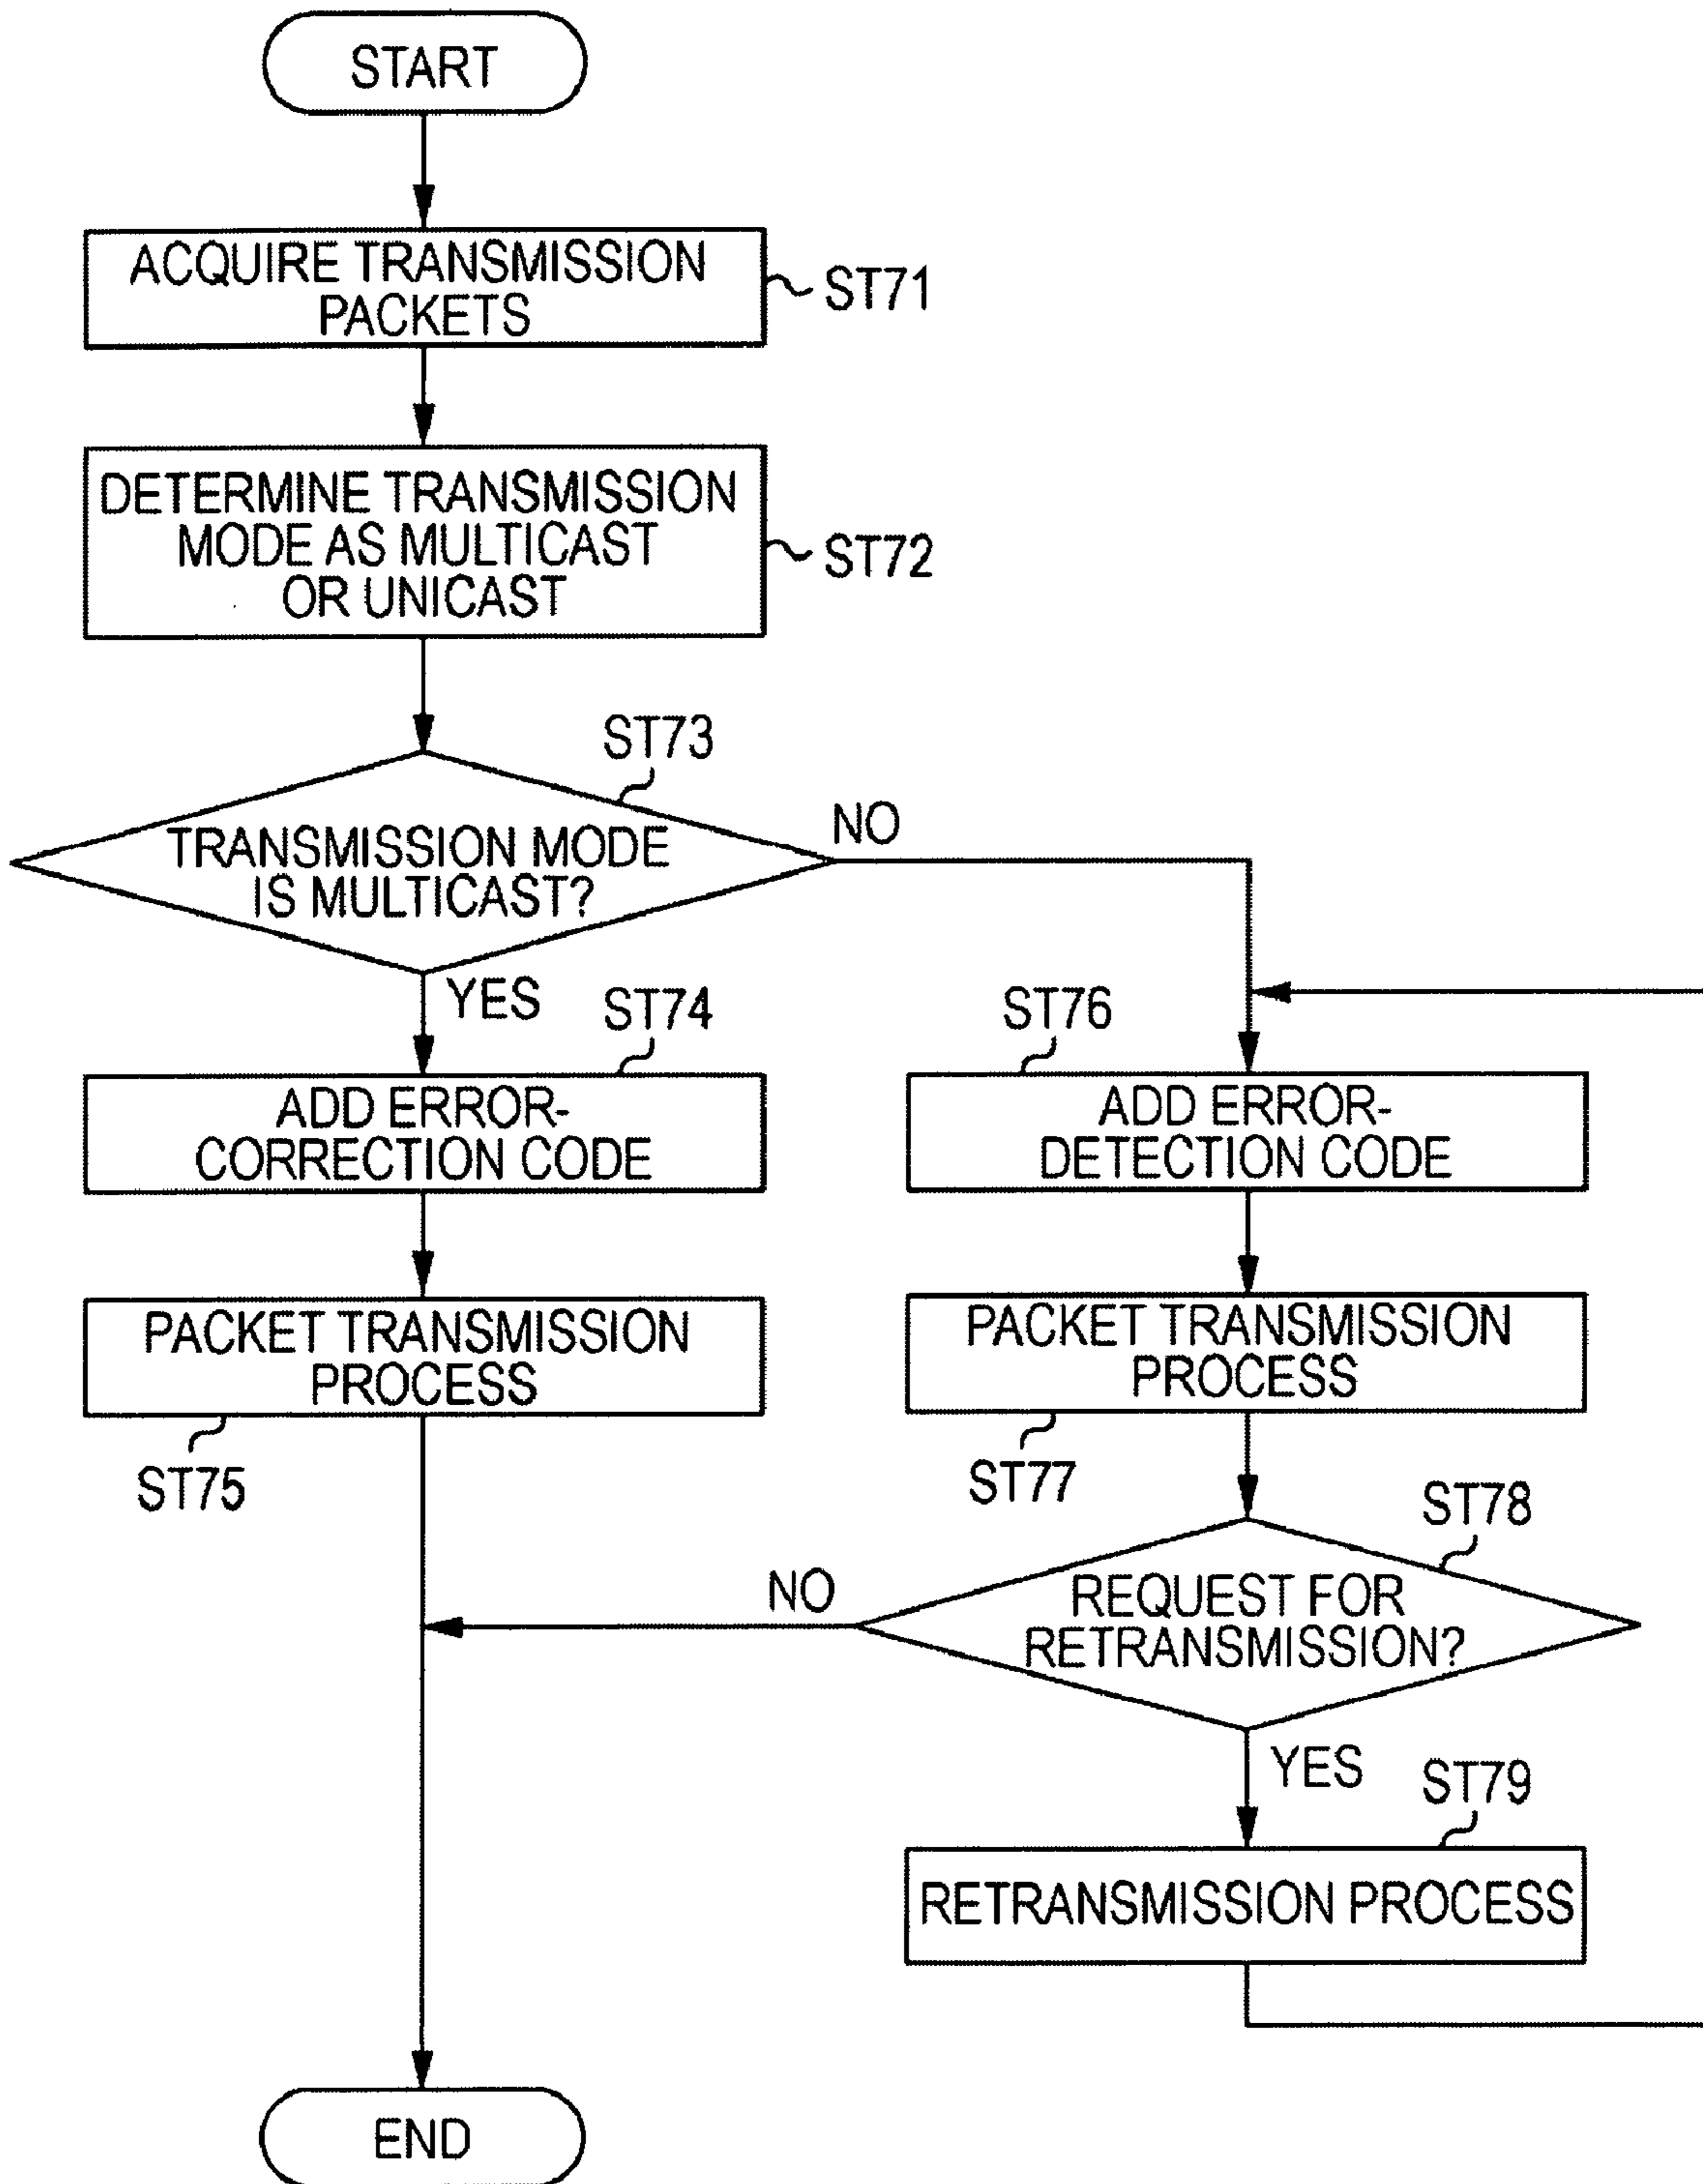 START
ACQUIRE TRANSMISSION
PACKETS
ST71
DETERMINE TRANSMISSION
MODE AS MULTICAST
OR UNICAST
ST72
ST73
TRANSMISSION MODE
IS MULTICAST?
NO
YES
ST74
ADD ERROR-
CORRECTION CODE
ST76
ADD ERROR-
DETECTION CODE
PACKET TRANSMISSION
PROCESS
ST75
PACKET TRANSMISSION
PROCESS
ST77
ST78
REQUEST FOR
RETRANSMISSION?
NO
YES
ST79
RETRANSMISSION PROCESS
END